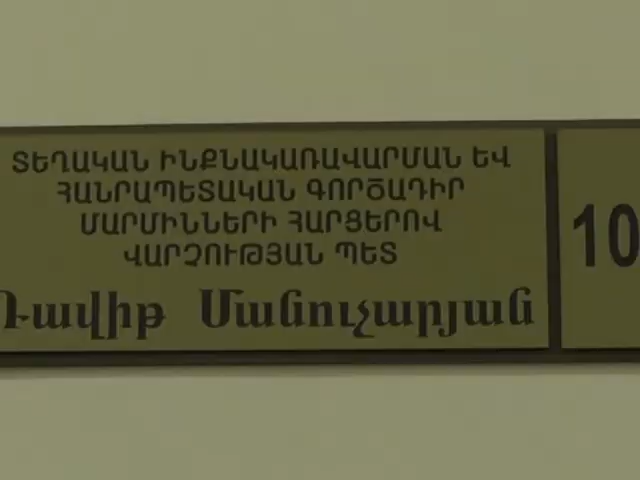 ՏԵՂԱԿԱՆ ԻՆՔՆԱԿԱՌԱՎԱՐՄԱՆ ԵՎ
ՀԱՆՐԱՊԵՏԱԿԱՆ ԳՈՐԾԱԴԻՐ
ՄԱՐՄԻՆՆԵՐԻ ՀԱՐՑԵՐՈՎ
ՎԱՐՉՈՒԹՅԱՆ ՊԵՏ
Դավիթ Մանուչարյան
10